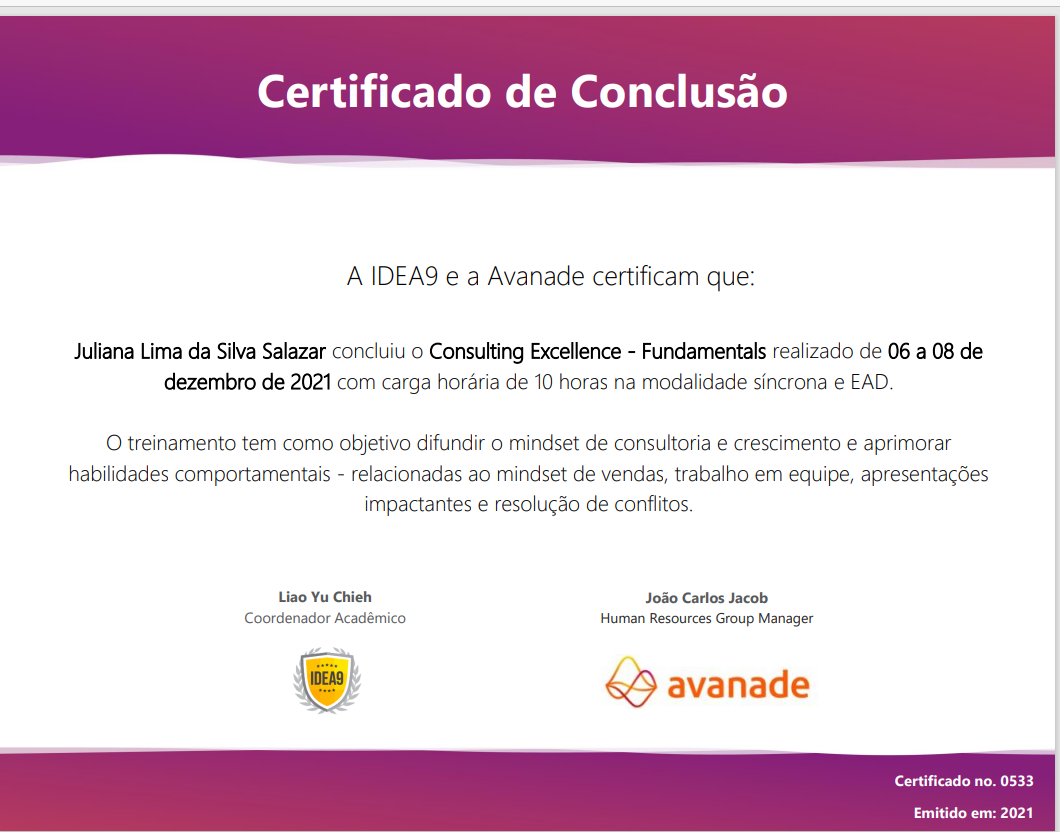 Certificado de Conclusão
A IDEA9 e a Avanade certificam que:
Juliana Lima da Silva Salazar concluiu o Consulting Excellence - Fundamentals realizado de 06 a 08 de
dezembro de 2021 com carga horária de 10 horas na modalidade síncrona e EAD.
O treinamento tem como objetivo difundir o mindset de consultoria e crescimento e aprimorar
habilidades comportamentais - relacionadas ao mindset de vendas, trabalho em equipe, apresentações
impactantes e resolução de conflitos.
Liao Yu Chieh
Coordenador Acadêmico
IDEA9
João Carlos Jacob
Human Resources Group Manager
avanade
Certificado no. 0533
Emitido em: 2021